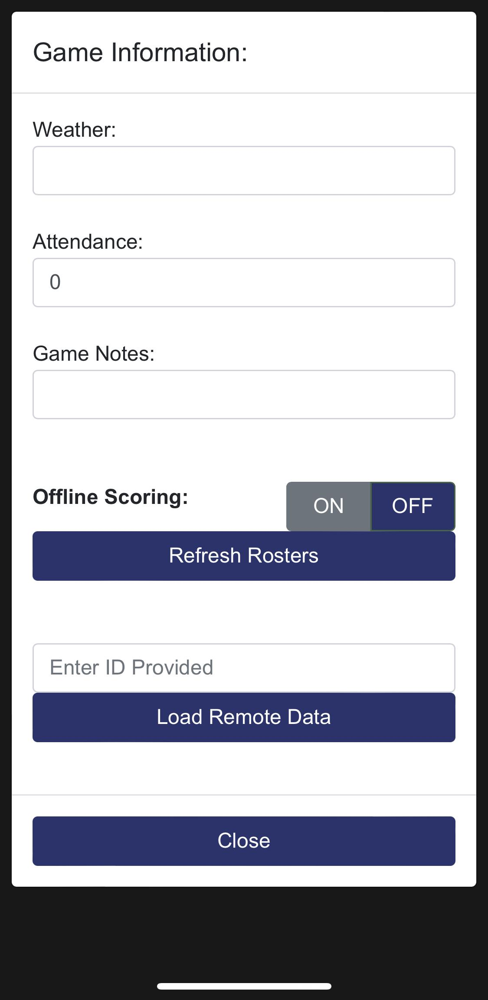 Game Information:
Weather:
Attendance:
0
Game Notes:
Offline Scoring:
ON OFF
Refresh Rosters
Enter ID Provided
Load Remote Data
Close